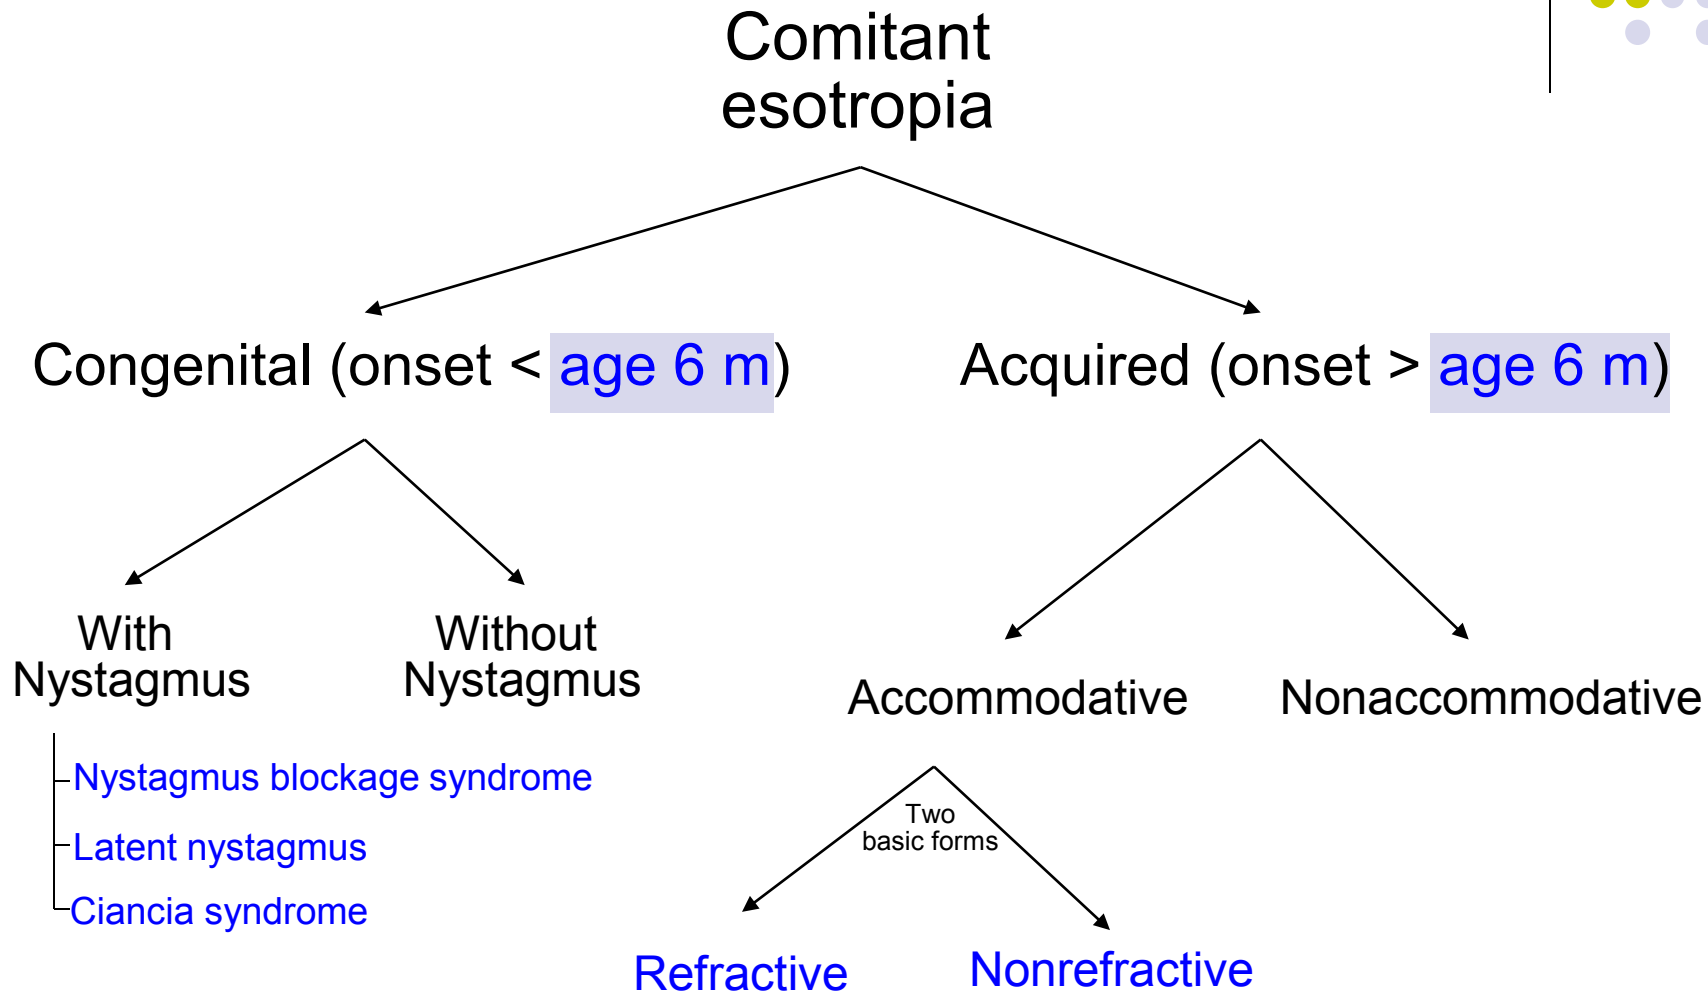 Comitant
esotropia
Congenital (onset < age 6 m)
Acquired (onset > age 6 m)
With
Nystagmus
Without
Nystagmus
Accommodative
Nonaccommodative
Nystagmus blockage syndrome
Latent nystagmus
Ciancia syndrome
Two
basic forms
Refractive
Nonrefractive